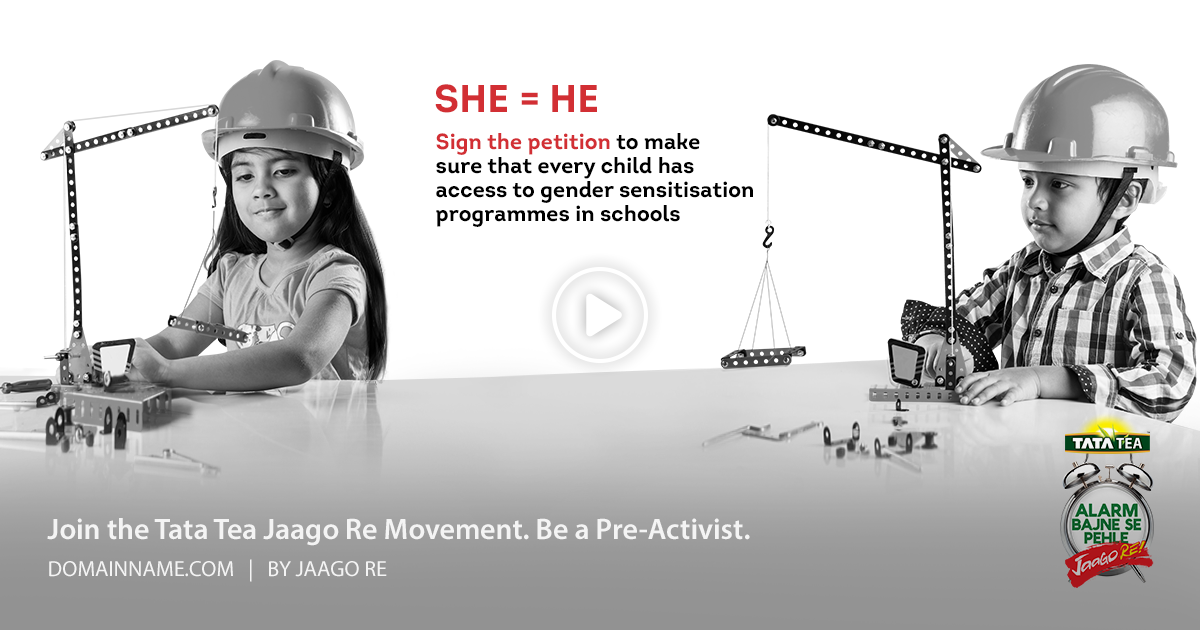 SHE = HE
Sign the petition to make
sure that every child has
access to gender sensitisation
programmes in schools
TATA TEA
ALARM
BAJNE SE
PEHLE
Jaago RE!
Join the Tata Tea Jaago Re Movement. Be a Pre-Activist.
DOMAINNAME.COM | BY JAAGO RE